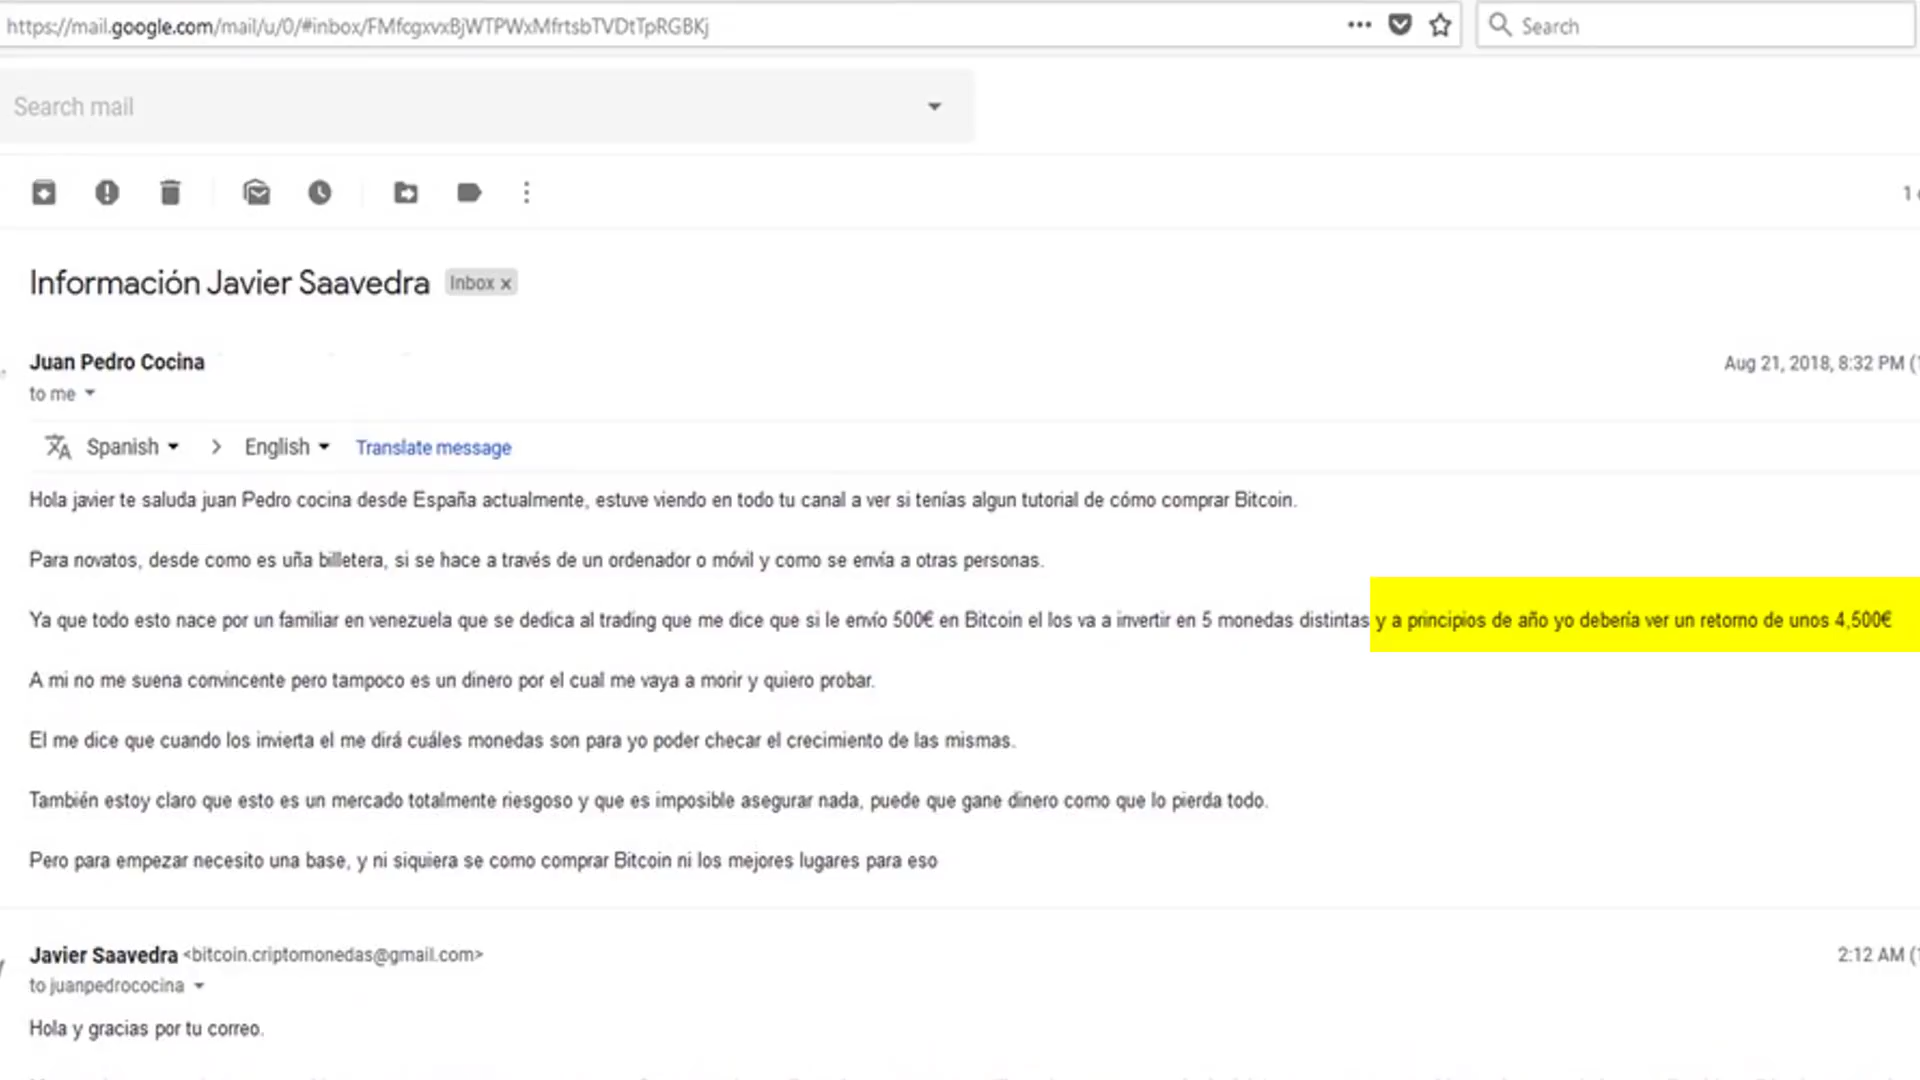 https://mail.google.com/mail/u/0/#inbox/FMfcgxvxBjWTPWxMfrtsbTVDtTpRGBKj
Search
Search mail
1
Información Javier Saavedra Inbox x
Juan Pedro Cocina
Aug 21, 2018, 8:32 PM (
to me
Spanish > English Translate message
Hola javier te saluda juan Pedro cocina desde España actualmente, estuve viendo en todo tu canal a ver si tenías algun tutorial de cómo comprar Bitcoin.
Para novatos, desde como es uña billetera, si se hace a través de un ordenador o móvil y como se envía a otras personas.
Ya que todo esto nace por un familiar en venezuela que se dedica al trading que me dice que si le envío 500€ en Bitcoin el los va a invertir en 5 monedas distintas y a principios de año yo debería ver un retorno de unos 4,500€
A mi no me suena convincente pero tampoco es un dinero por el cual me vaya a morir y quiero probar.
El me dice que cuando los invierta el me dirá cuáles monedas son para yo poder checar el crecimiento de las mismas.
También estoy claro que esto es un mercado totalmente riesgoso y que es imposible asegurar nada, puede que gane dinero como que lo pierda todo.
Pero para empezar necesito una base, y ni siquiera se como comprar Bitcoin ni los mejores lugares para eso
Javier Saavedra <bitcoin.criptomonedas@gmail.com>
2:12 AM (
to juanpedrococina
Hola y gracias por tu correo.